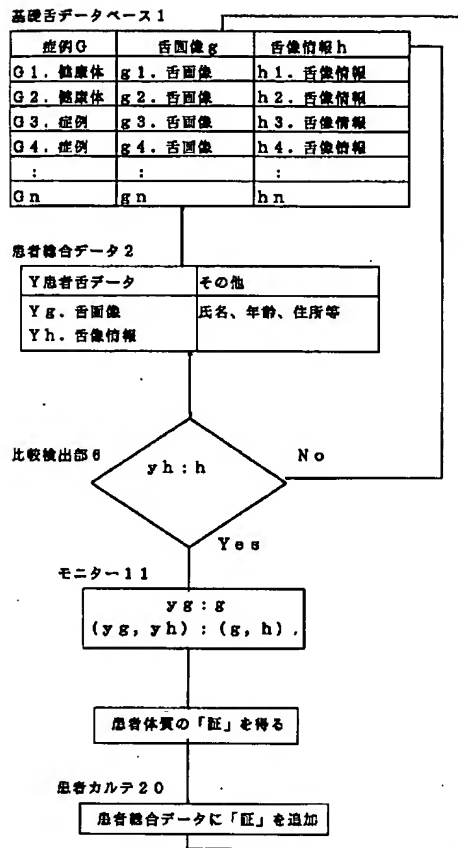 基礎舌データベース1
症例G 舌画像g 舌像情報h
G1.健康体 g1.舌画像 h1.舌像情報
G2.健康体 g2.舌画像 h2.舌像情報
G3.症例 g3.舌画像 h3.舌像情報
G4.症例 g4.舌画像 h4.舌像情報
: : :
Gn gn hn
患者総合データ2
Y患者舌データ その他
Yg.舌画像 氏名、年齢、住所等
Yh.舌像情報
比較検出部6
yh:h
No
Yes
モニター11
yg:g
(yg,yh):(g,h).
患者体質の「証」を得る
患者カルテ20
患者総合データに「証」を追加